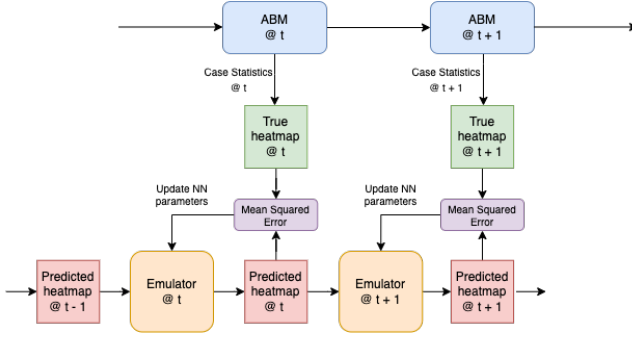 ABM
@ t
ABM
@ t + 1
Case Statistics
@ t
Case Statistics
@ t + 1
True
heatmap
@ t
True
heatmap
@ t + 1
Update NN
parameters
Mean Squared
Error
Update NN
parameters
Mean Squared
Error
Predicted
heatmap
@ t - 1
Emulator
@ t
Predicted
heatmap
@ t
Emulator
@ t + 1
Predicted
heatmap
@ t + 1